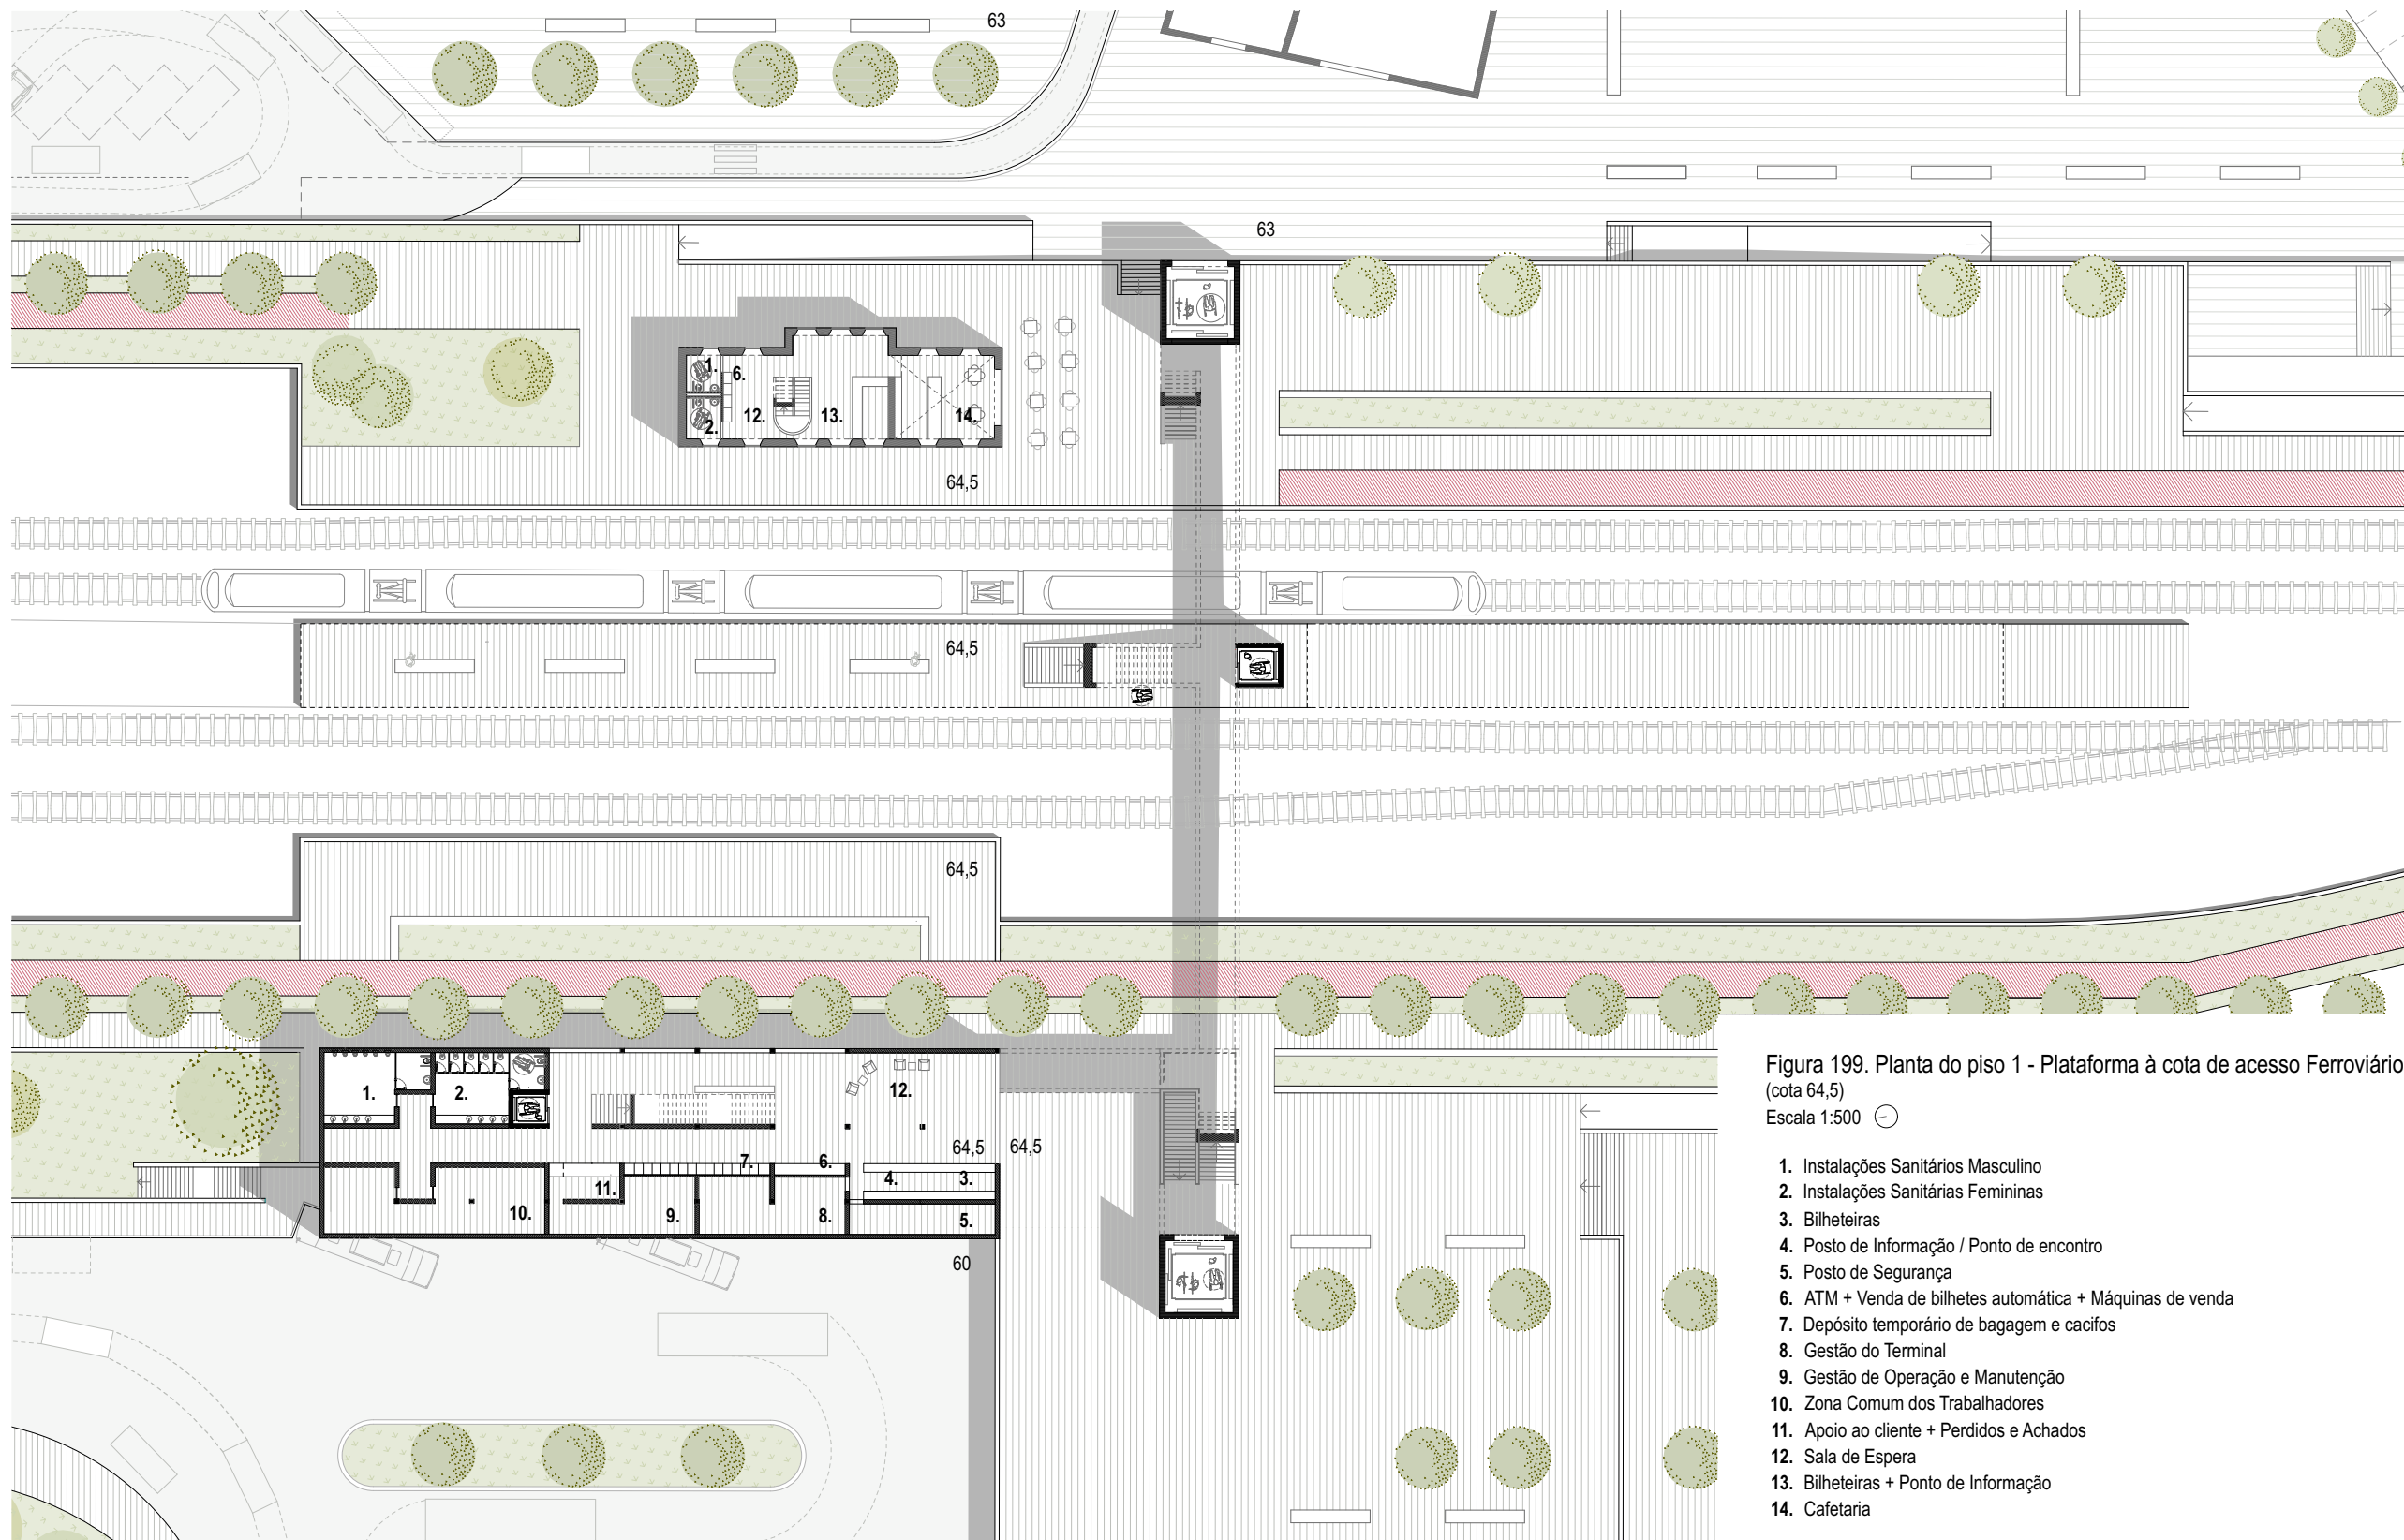 63
63
1.
6.
12.
13.
14.
2.
64,5
64,5
64,5
1.
2.
12.
64,5
64,5
7.
6.
4.
3.
11.
10.
9.
8.
5.
60
Figura 199. Planta do piso 1 - Plataforma à cota de acesso Ferroviário
(cota 64,5)
Escala 1:500
1. Instalações Sanitários Masculino
2. Instalações Sanitárias Femininas
3. Bilheteiras
4. Posto de Informação / Ponto de encontro
5. Posto de Segurança
6. ATM + Venda de bilhetes automática + Máquinas de venda
7. Depósito temporário de bagagem e cacifos
8. Gestão do Terminal
9. Gestão de Operação e Manutenção
10. Zona Comum dos Trabalhadores
11. Apoio ao cliente + Perdidos e Achados
12. Sala de Espera
13. Bilheteiras + Ponto de Informação
14. Cafetaria